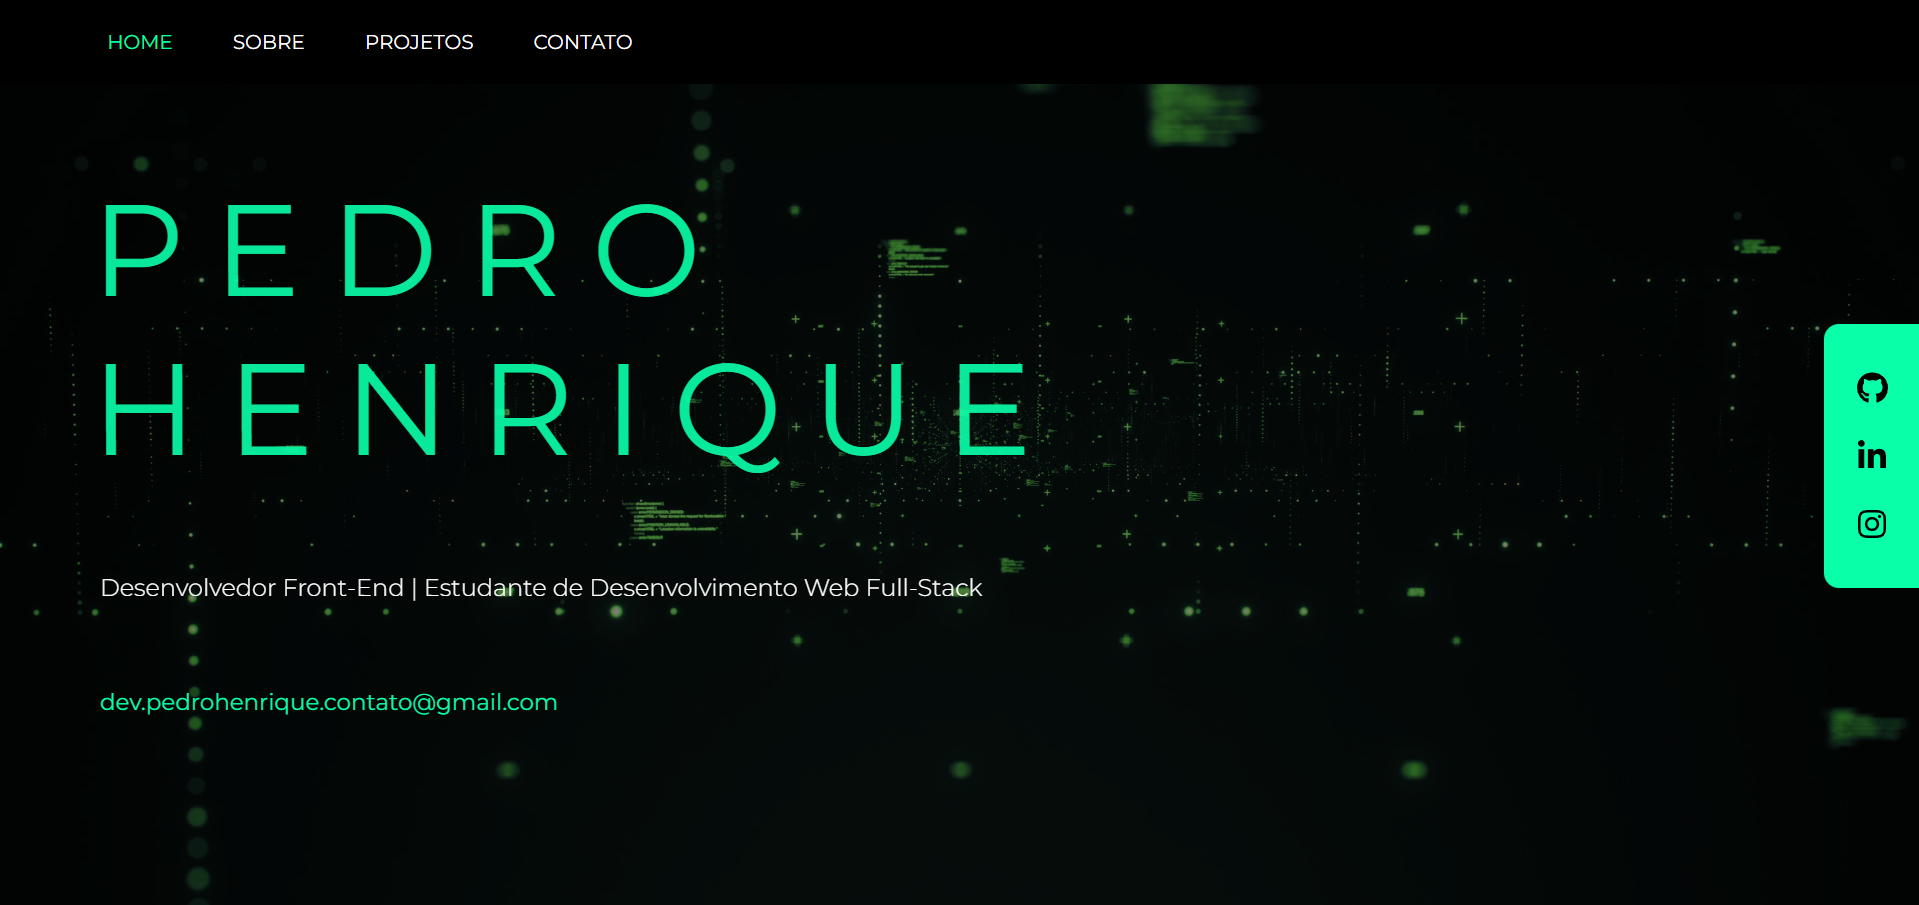 HOME SOBRE PROJETOS CONTATO
PEDRO
HENRIQUE
Desenvolvedor Front-End | Estudante de Desenvolvimento Web Full-Stack
dev.pedrohenrique.contato@gmail.com